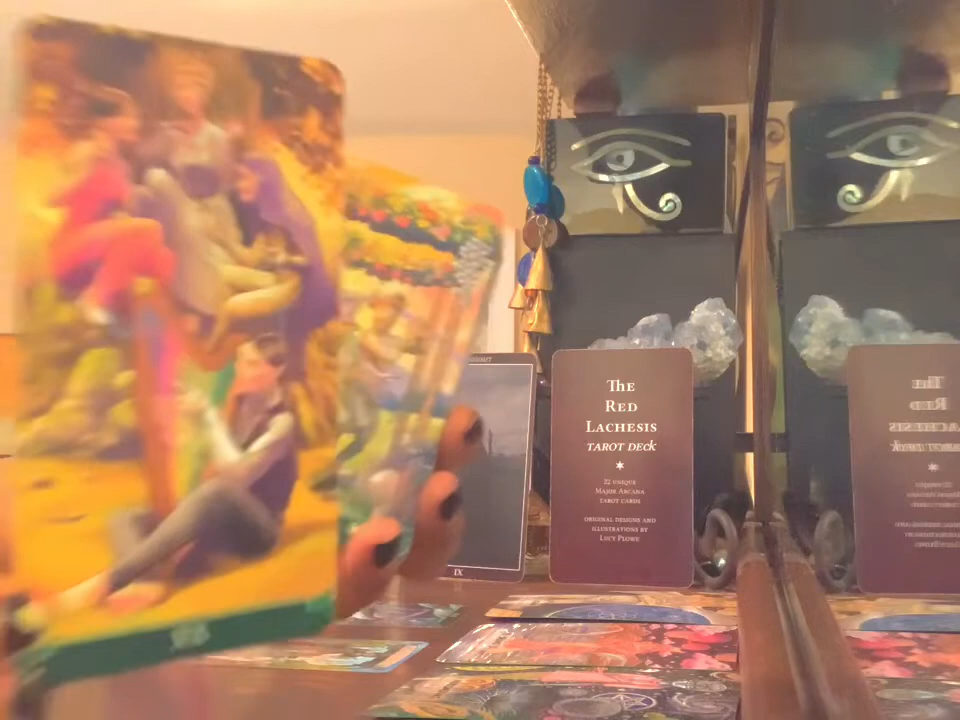 The
Red
Lachesis
Tarot Deck
22 unique
Major Arcana
tarot cards
original designs and
illustrations by
Lucy Plowe
IX